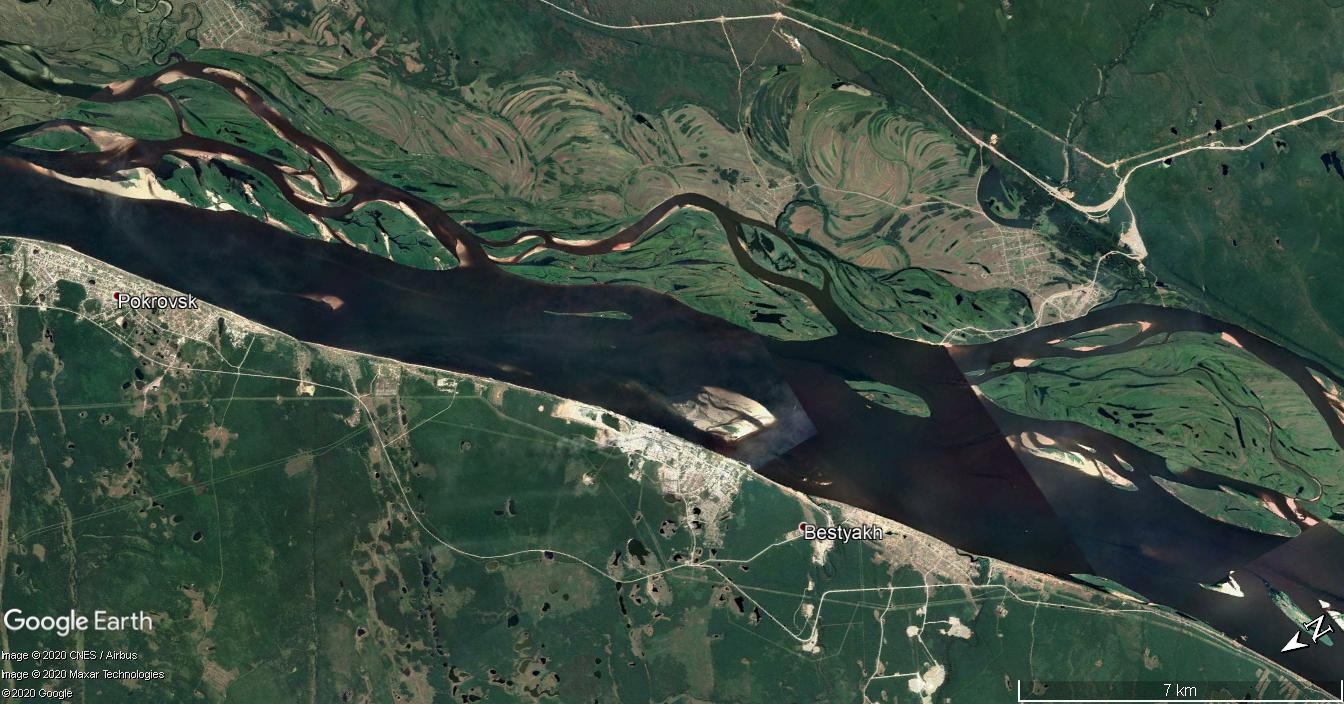 Pokrovsk
Bestyakh
Google Earth
Image © 2020 CNES / Airbus
Image © 2020 Maxar Technologies
© 2020 Google
N
7 km